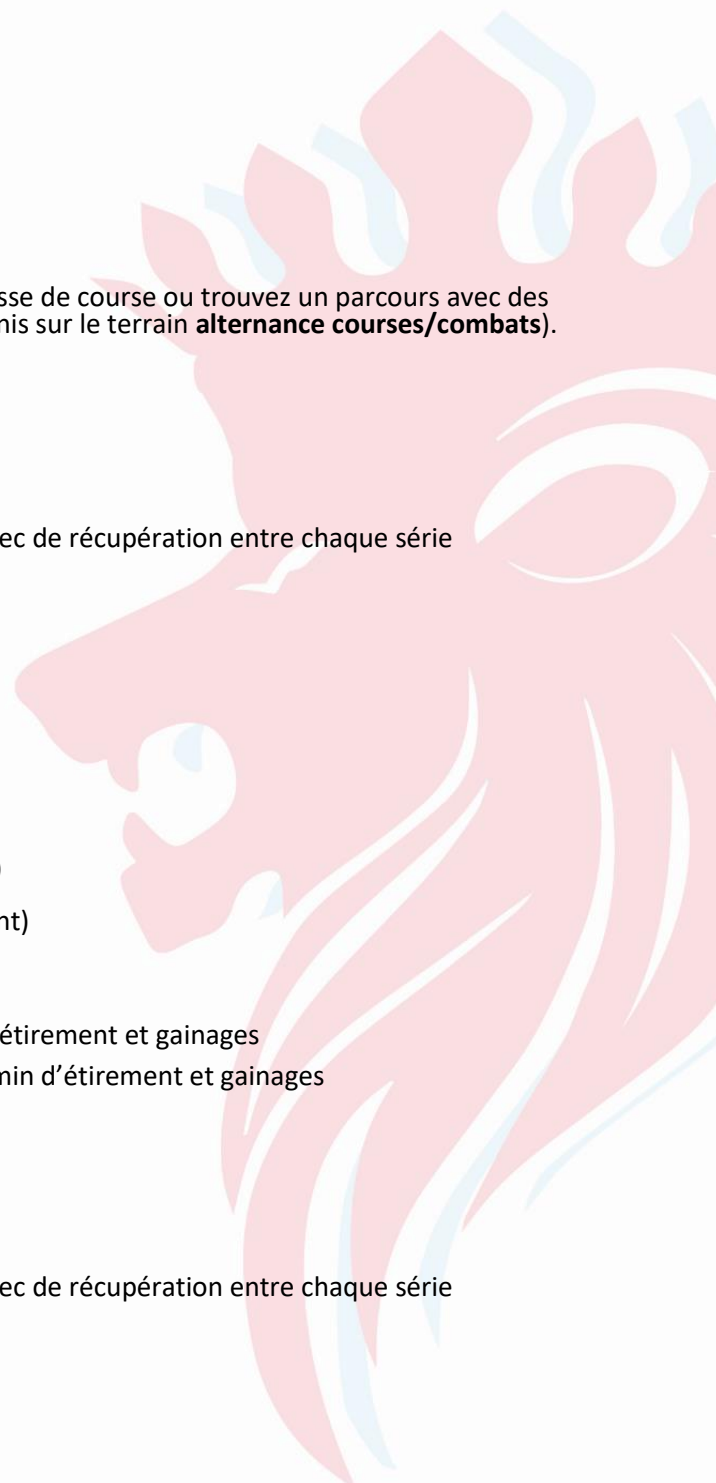 sse de course ou trouvez un parcours avec des
nis sur le terrain alternance courses/combats).
ec de récupération entre chaque série
)
nt)
'étirement et gainages
min d'étirement et gainages
ec de récupération entre chaque série